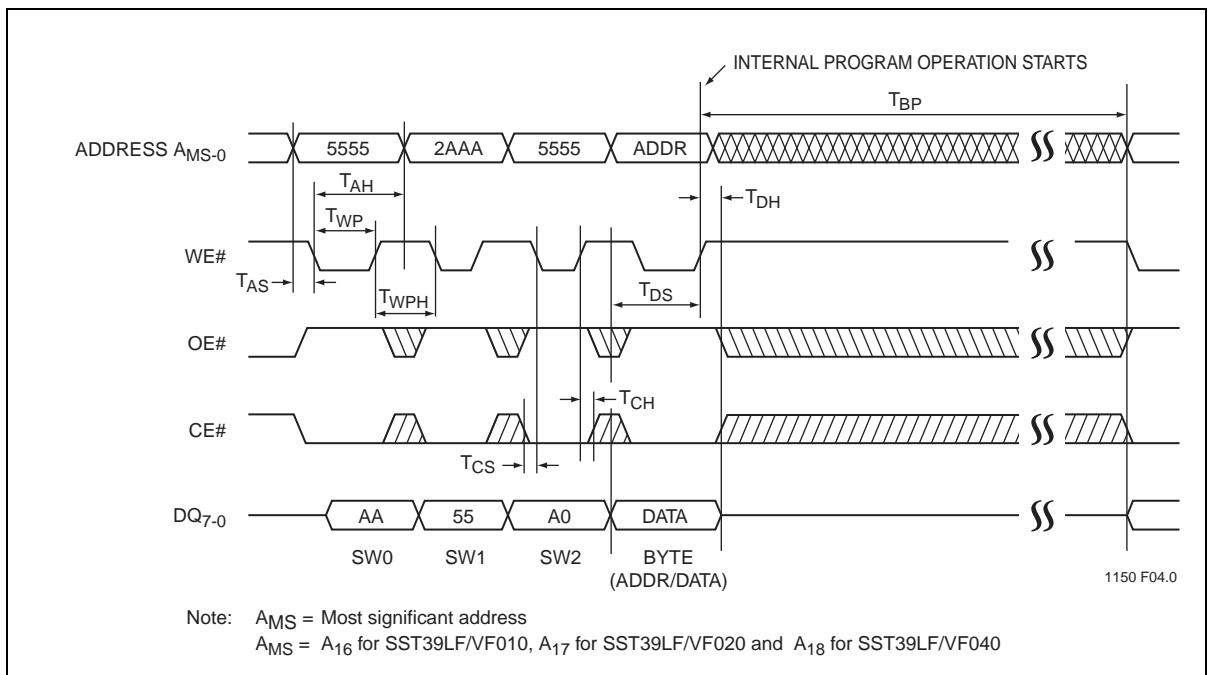 INTERNAL PROGRAM OPERATION STARTS
TBP
ADDRESS AMS-0
5555 2AAA 5555 ADDR
TAH
TDH
TWP
WE#
TAS
TWPH
TDS
OE#
TCH
CE#
TCS
DQ7-0
AA 55 A0 DATA
SW0 SW1 SW2 BYTE
(ADDR/DATA)
1150 F04.0
Note: AMS = Most significant address
AMS = A16 for SST39LF/VF010, A17 for SST39LF/VF020 and A18 for SST39LF/VF040